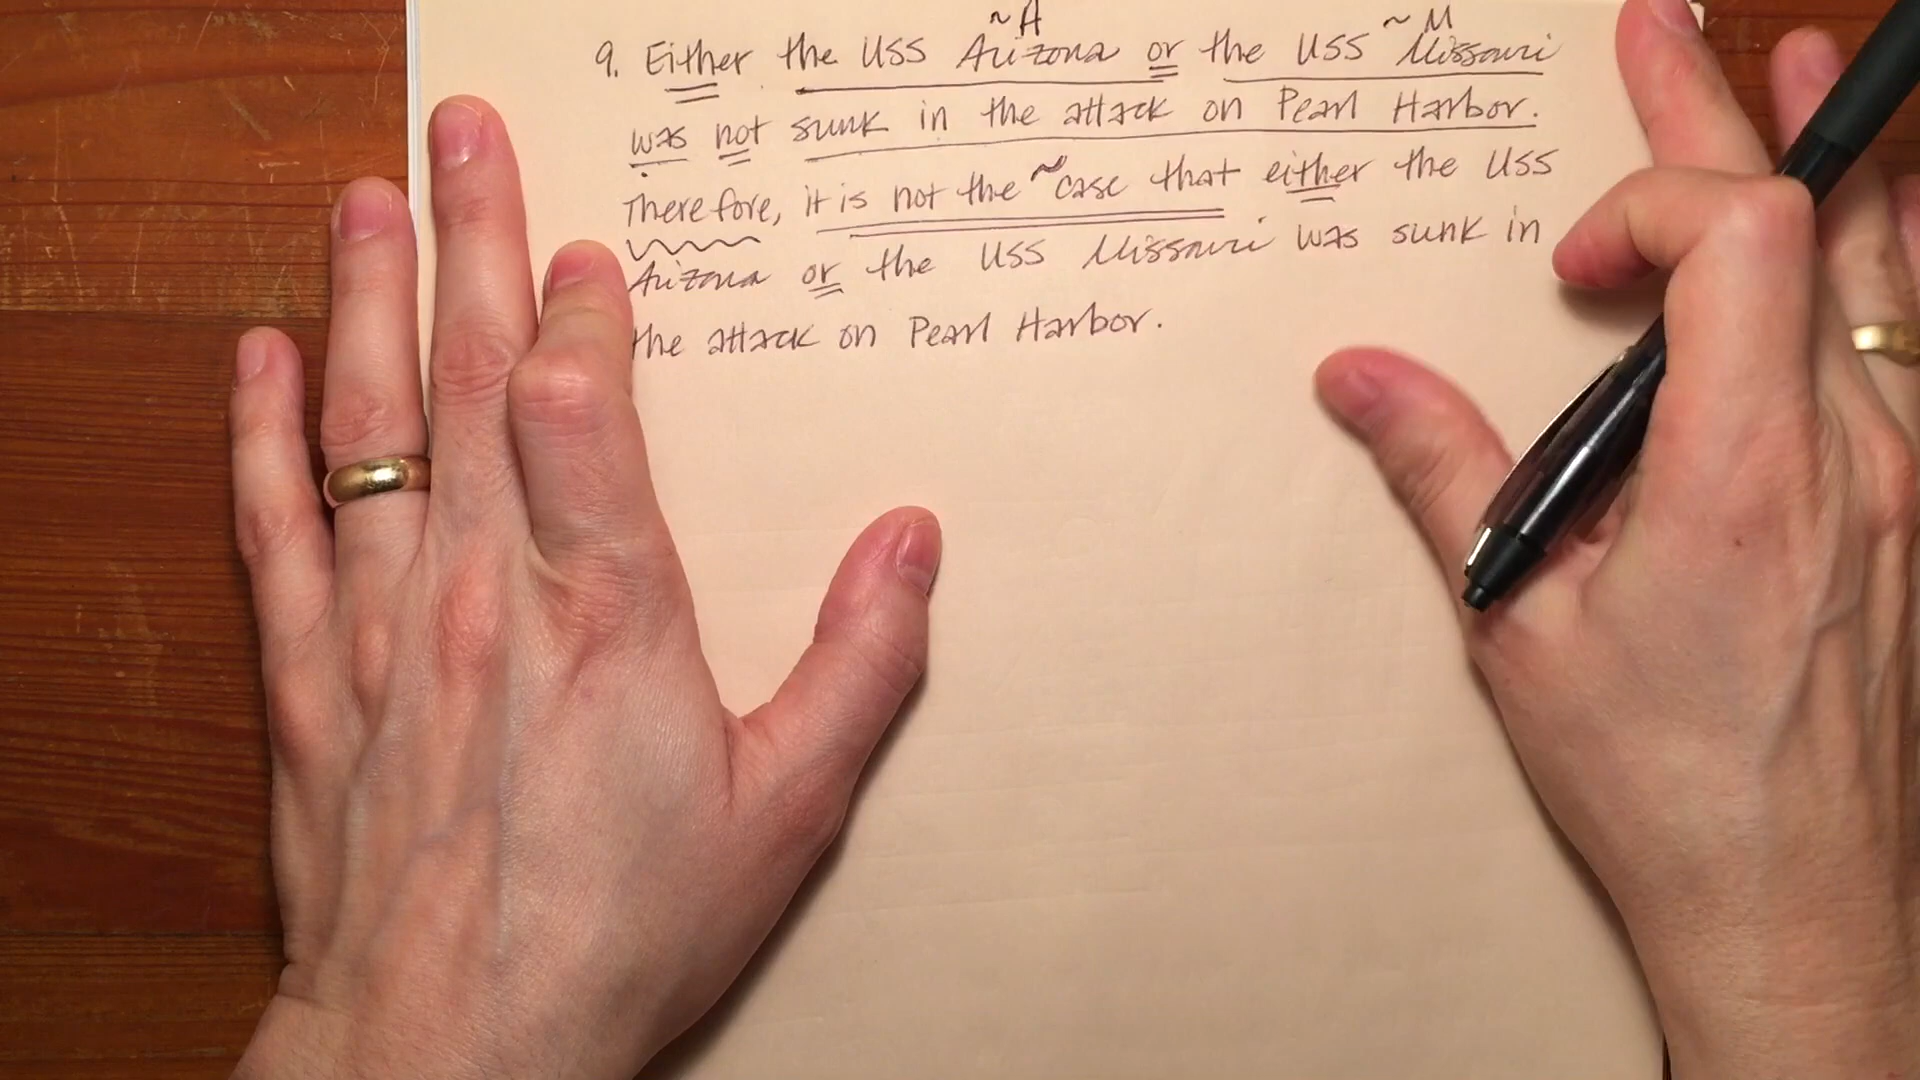 ~A ~M
9. Either the USS Arizona or the USS Missouri
was not sunk in the attack on Pearl Harbor.
Therefore, it is not the ~ case that either the USS
Arizona or the USS Missouri was sunk in
the attack on Pearl Harbor.